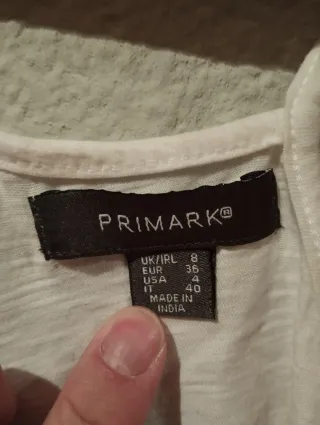 PRIMARK®
UK/IRL 8
EUR 36
USA 4
IT 40
MADE IN
INDIA